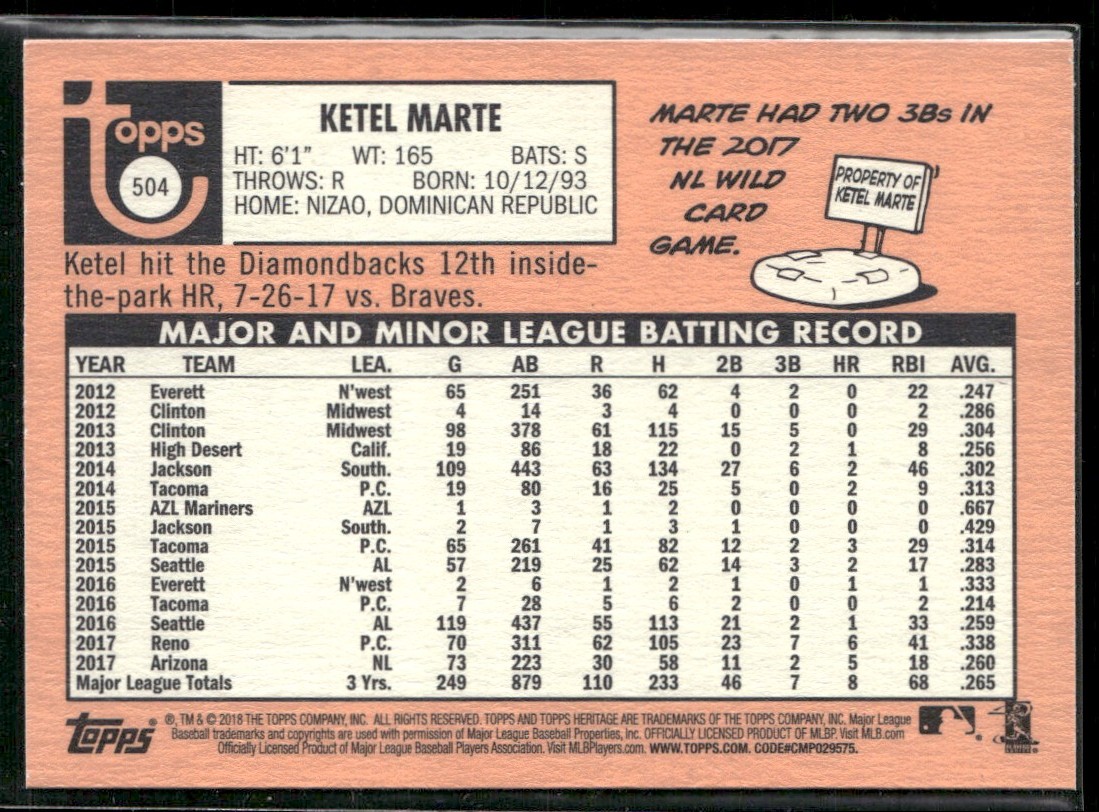 Topps
504
KETEL MARTE
HT: 6'1" WT: 165 BATS: S
THROWS: R BORN: 10/12/93
HOME: NIZAO, DOMINICAN REPUBLIC
MARTE HAD TWO 3Bs IN
THE 2017
NL WILD
CARD
GAME.
PROPERTY OF
KETEL MARTE
Ketel hit the Diamondbacks 12th inside-
the-park HR, 7-26-17 vs. Braves.
MAJOR AND MINOR LEAGUE BATTING RECORD
YEAR TEAM LEA. G AB R H 2B 3B HR RBI AVG.
2012 Everett N'west 65 251 36 62 4 2 0 22 .247
2012 Clinton Midwest 4 14 3 4 0 0 0 2 .286
2013 Clinton Midwest 98 378 61 115 15 5 0 29 .304
2013 High Desert Calif. 19 86 18 22 0 2 1 8 .256
2014 Jackson South. 109 443 63 134 27 6 2 46 .302
2014 Tacoma P.C. 19 80 16 25 5 0 2 9 .313
2015 AZL Mariners AZL 1 3 1 2 0 0 0 0 .667
2015 Jackson South. 2 7 1 3 1 0 0 0 .429
2015 Tacoma P.C. 65 261 41 82 12 2 3 29 .314
2015 Seattle AL 57 219 25 62 14 3 2 17 .283
2016 Everett N'west 2 6 1 2 1 0 1 1 .333
2016 Tacoma P.C. 7 28 5 6 2 0 0 2 .214
2016 Seattle AL 119 437 55 113 21 2 1 33 .259
2017 Reno P.C. 70 311 62 105 23 7 6 41 .338
2017 Arizona NL 73 223 30 58 11 2 5 18 .260
Major League Totals 3 Yrs. 249 879 110 233 46 7 8 68 .265
Topps® ®, TM & © 2018 THE TOPPS COMPANY, INC. ALL RIGHTS RESERVED. TOPPS AND TOPPS HERITAGE ARE TRADEMARKS OF THE TOPPS COMPANY, INC. Major League
Baseball trademarks and copyrights are used with permission of Major League Baseball Properties, Inc. OFFICIALLY LICENSED PRODUCT OF MLBP. Visit MLB.com
Officially Licensed Product of Major League Baseball Players Association. Visit MLBPlayers.com. WWW.TOPPS.COM. CODE#CMP029575.